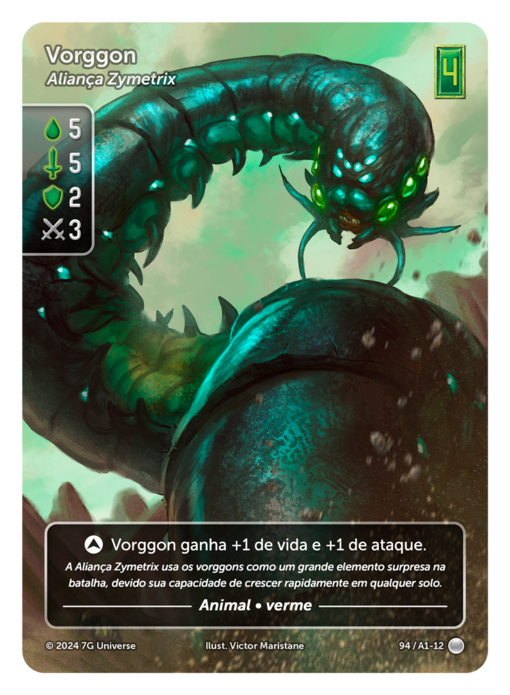 Vorggon
Aliança Zymetrix
4
5
5
2
3
Vorggon ganha +1 de vida e +1 de ataque.
A Aliança Zymetrix usa os vorggons como um grande elemento surpresa na
batalha, devido sua capacidade de crescer rapidamente em qualquer solo.
Animal • verme
© 2024 7G Universe
Ilust. Victor Maristane
94 / A1-12